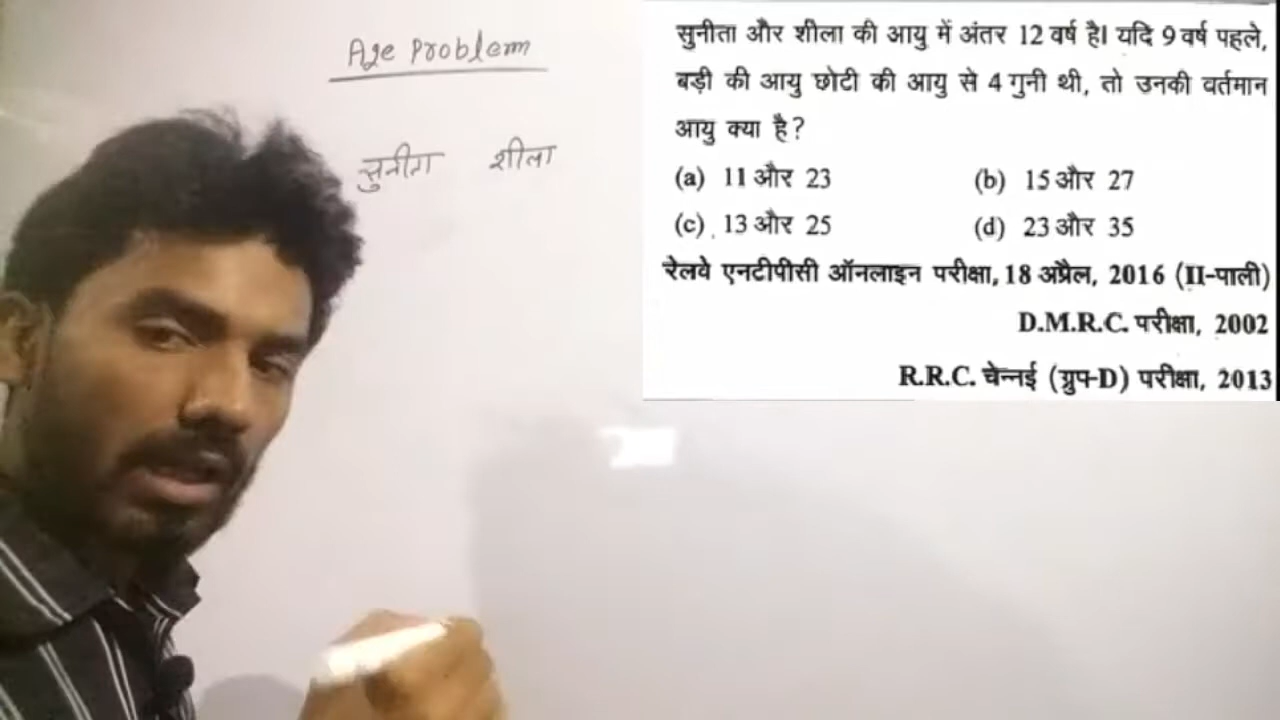 Age Problem
सुनीता शीला
सुनीता और शीला की आयु में अंतर 12 वर्ष है। यदि 9 वर्ष पहले,
बड़ी की आयु छोटी की आयु से 4 गुनी थी, तो उनकी वर्तमान
आयु क्या है?
(a) 11 और 23 (b) 15 और 27
(c) 13 और 25 (d) 23 और 35
रेलवे एनटीपीसी ऑनलाइन परीक्षा, 18 अप्रैल, 2016 (II-पाली)
D.M.R.C. परीक्षा, 2002
R.R.C. चेन्नई (ग्रुप-D) परीक्षा, 2013